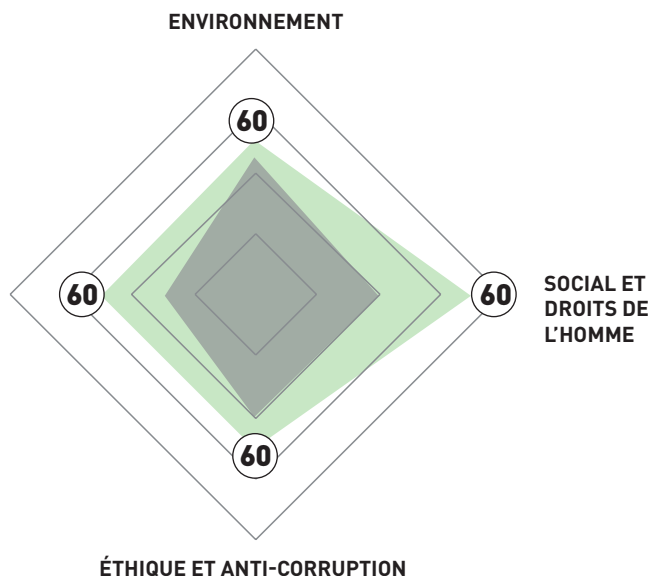 ENVIRONNEMENT
60
60
60
SOCIAL ET
DROITS DE
L’HOMME
60
ÉTHIQUE ET ANTI-CORRUPTION